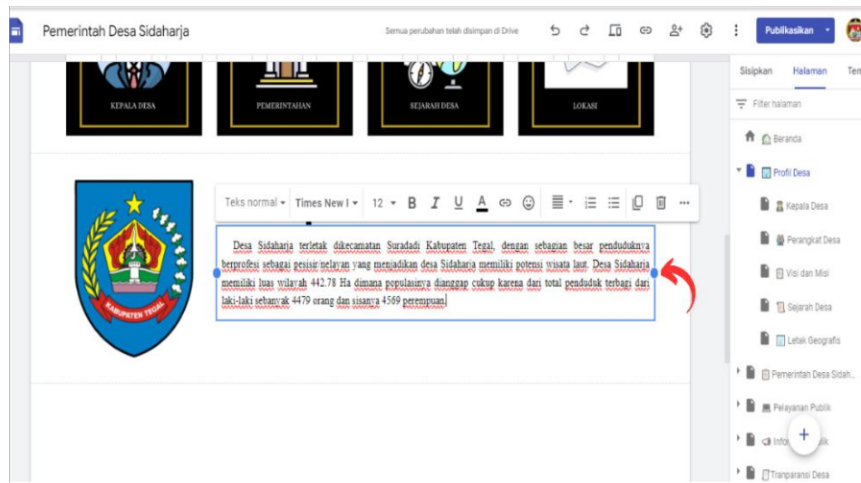 Pemerintah Desa Sidaharja
Semua perubahan telah disimpan di Drive
Publikasikan
Sisipkan Halaman Ten
Filter halaman
Beranda
Profil Desa
Kepala Desa
Perangkat Desa
Visi dan Misi
Sejarah Desa
Letak Geografis
Pemerintah Desa Sidah...
Pelayanan Publik
Tranparansi Desa
KEPALA DESA
PEMERINTAHAN
SEJARAH DESA
LOKASI
Teks normal Times New I 12 B I U A
Desa Sidaharja terletak dikecamatan Suradadi Kabupaten Tegal, dengan sebagian besar penduduknya
berprofesi sebagai pesisir/nelayan yang menjadikan desa Sidaharja memiliki potensi wisata laut. Desa Sidaharja
memiliki luas wilayah 442.78 Ha dimana populasinya dianggap cukup karena dari total penduduk terbagi dari
laki-laki sebanyak 4479 orang dan sisanya 4569 perempuan.
KABUPATEN TEGAL